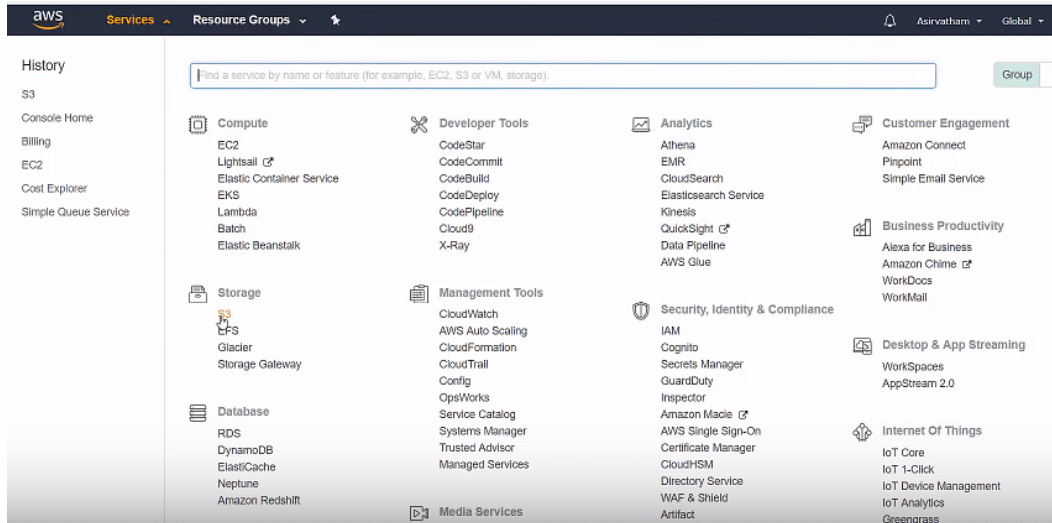 aws
Services
Resource Groups
Asirvatham
Global
History
S3
Console Home
Billing
EC2
Cost Explorer
Simple Queue Service
Find a service by name or feature (for example, EC2, S3 or VM, storage).
Group
Compute
EC2
Lightsail
Elastic Container Service
EKS
Lambda
Batch
Elastic Beanstalk
Storage
S3
EFS
Glacier
Storage Gateway
Database
RDS
DynamoDB
ElastiCache
Neptune
Amazon Redshift
Developer Tools
CodeStar
CodeCommit
CodeBuild
CodeDeploy
CodePipeline
Cloud9
X-Ray
Management Tools
CloudWatch
AWS Auto Scaling
CloudFormation
CloudTrail
Config
OpsWorks
Service Catalog
Systems Manager
Trusted Advisor
Managed Services
Media Services
Analytics
Athena
EMR
CloudSearch
Elasticsearch Service
Kinesis
QuickSight
Data Pipeline
AWS Glue
Security, Identity & Compliance
IAM
Cognito
Secrets Manager
GuardDuty
Inspector
Amazon Macie
AWS Single Sign-On
Certificate Manager
CloudHSM
Directory Service
WAF & Shield
Artifact
Customer Engagement
Amazon Connect
Pinpoint
Simple Email Service
Business Productivity
Alexa for Business
Amazon Chime
WorkDocs
WorkMail
Desktop & App Streaming
WorkSpaces
AppStream 2.0
Internet Of Things
IoT Core
IoT 1-Click
IoT Device Management
IoT Analytics
Greengrass